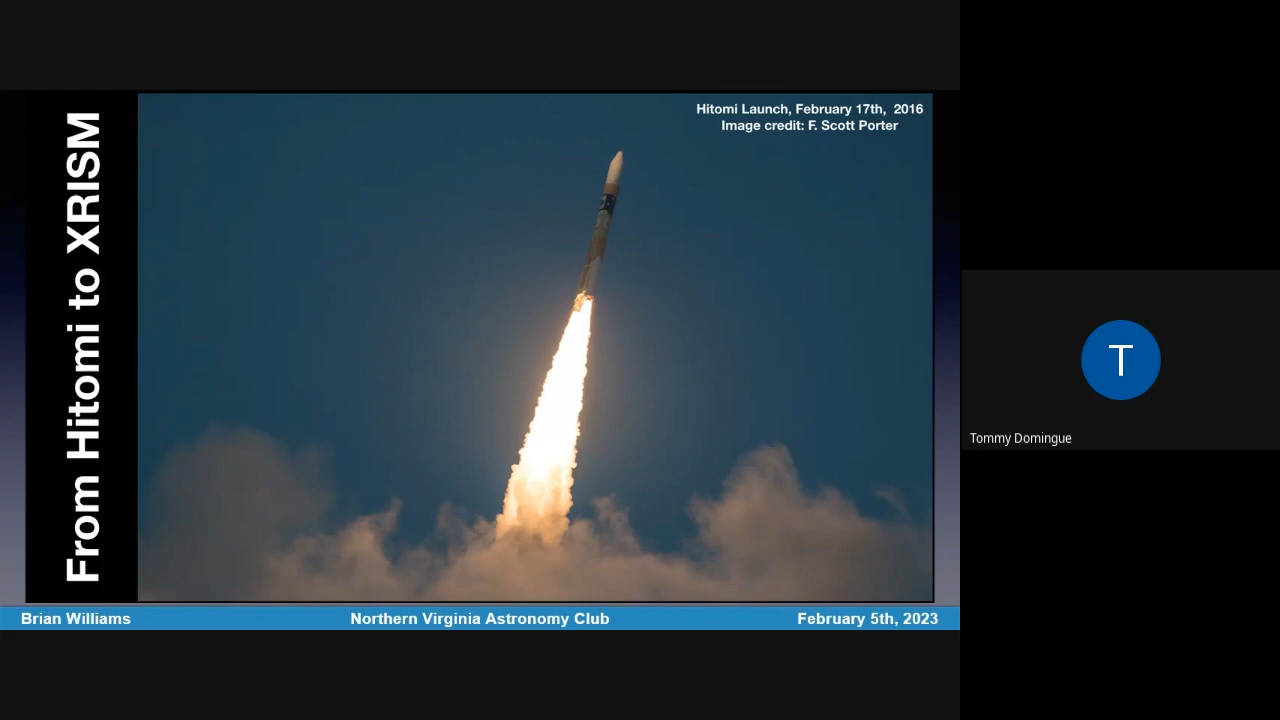 From Hitomi to XRISM
Hitomi Launch, February 17th, 2016
Image credit: F. Scott Porter
T
Tommy Domingue
Brian Williams
Northern Virginia Astronomy Club
February 5th, 2023